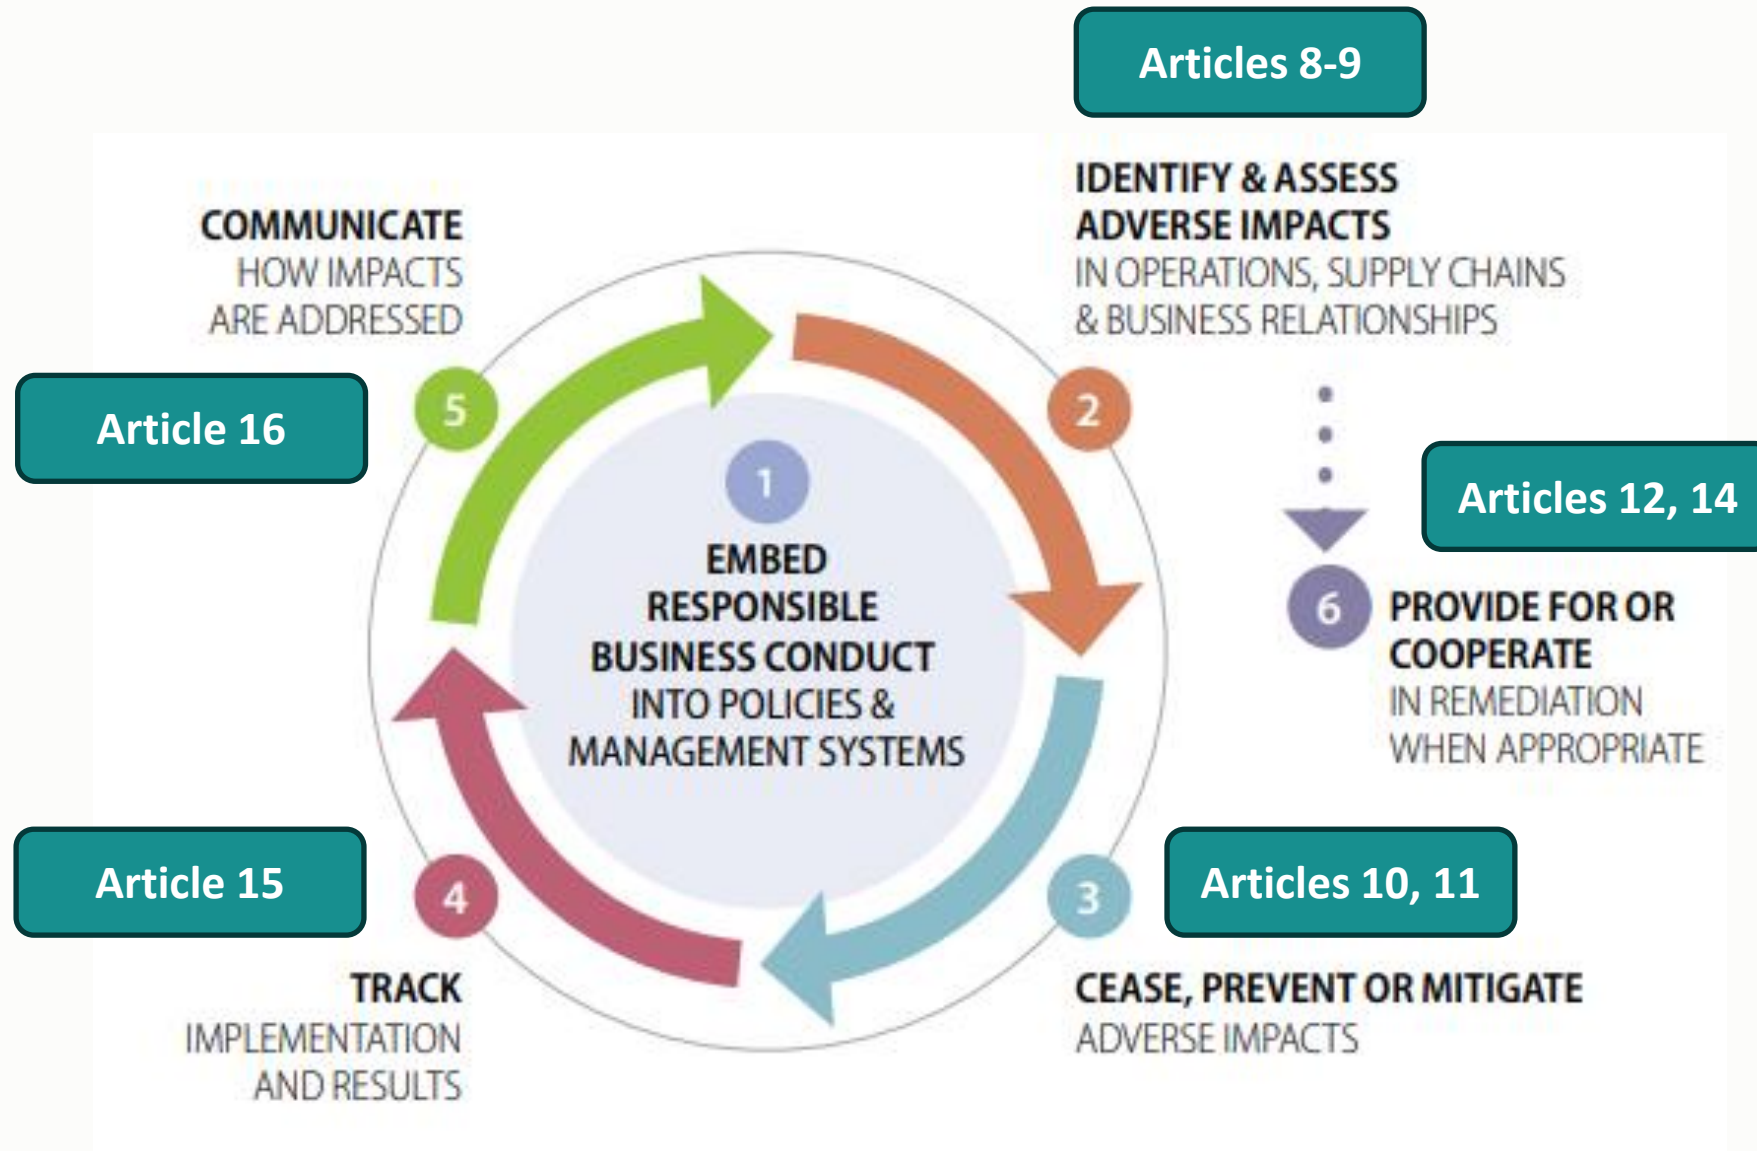 Articles 8-9
IDENTIFY & ASSESS
ADVERSE IMPACTS
IN OPERATIONS, SUPPLY CHAINS
& BUSINESS RELATIONSHIPS
COMMUNICATE
HOW IMPACTS
ARE ADDRESSED
Article 16
5
2
1
EMBED
RESPONSIBLE
BUSINESS CONDUCT
INTO POLICIES &
MANAGEMENT SYSTEMS
Articles 12, 14
6
PROVIDE FOR OR
COOPERATE
IN REMEDIATION
WHEN APPROPRIATE
Article 15
4
3
Articles 10, 11
TRACK
IMPLEMENTATION
AND RESULTS
CEASE, PREVENT OR MITIGATE
ADVERSE IMPACTS